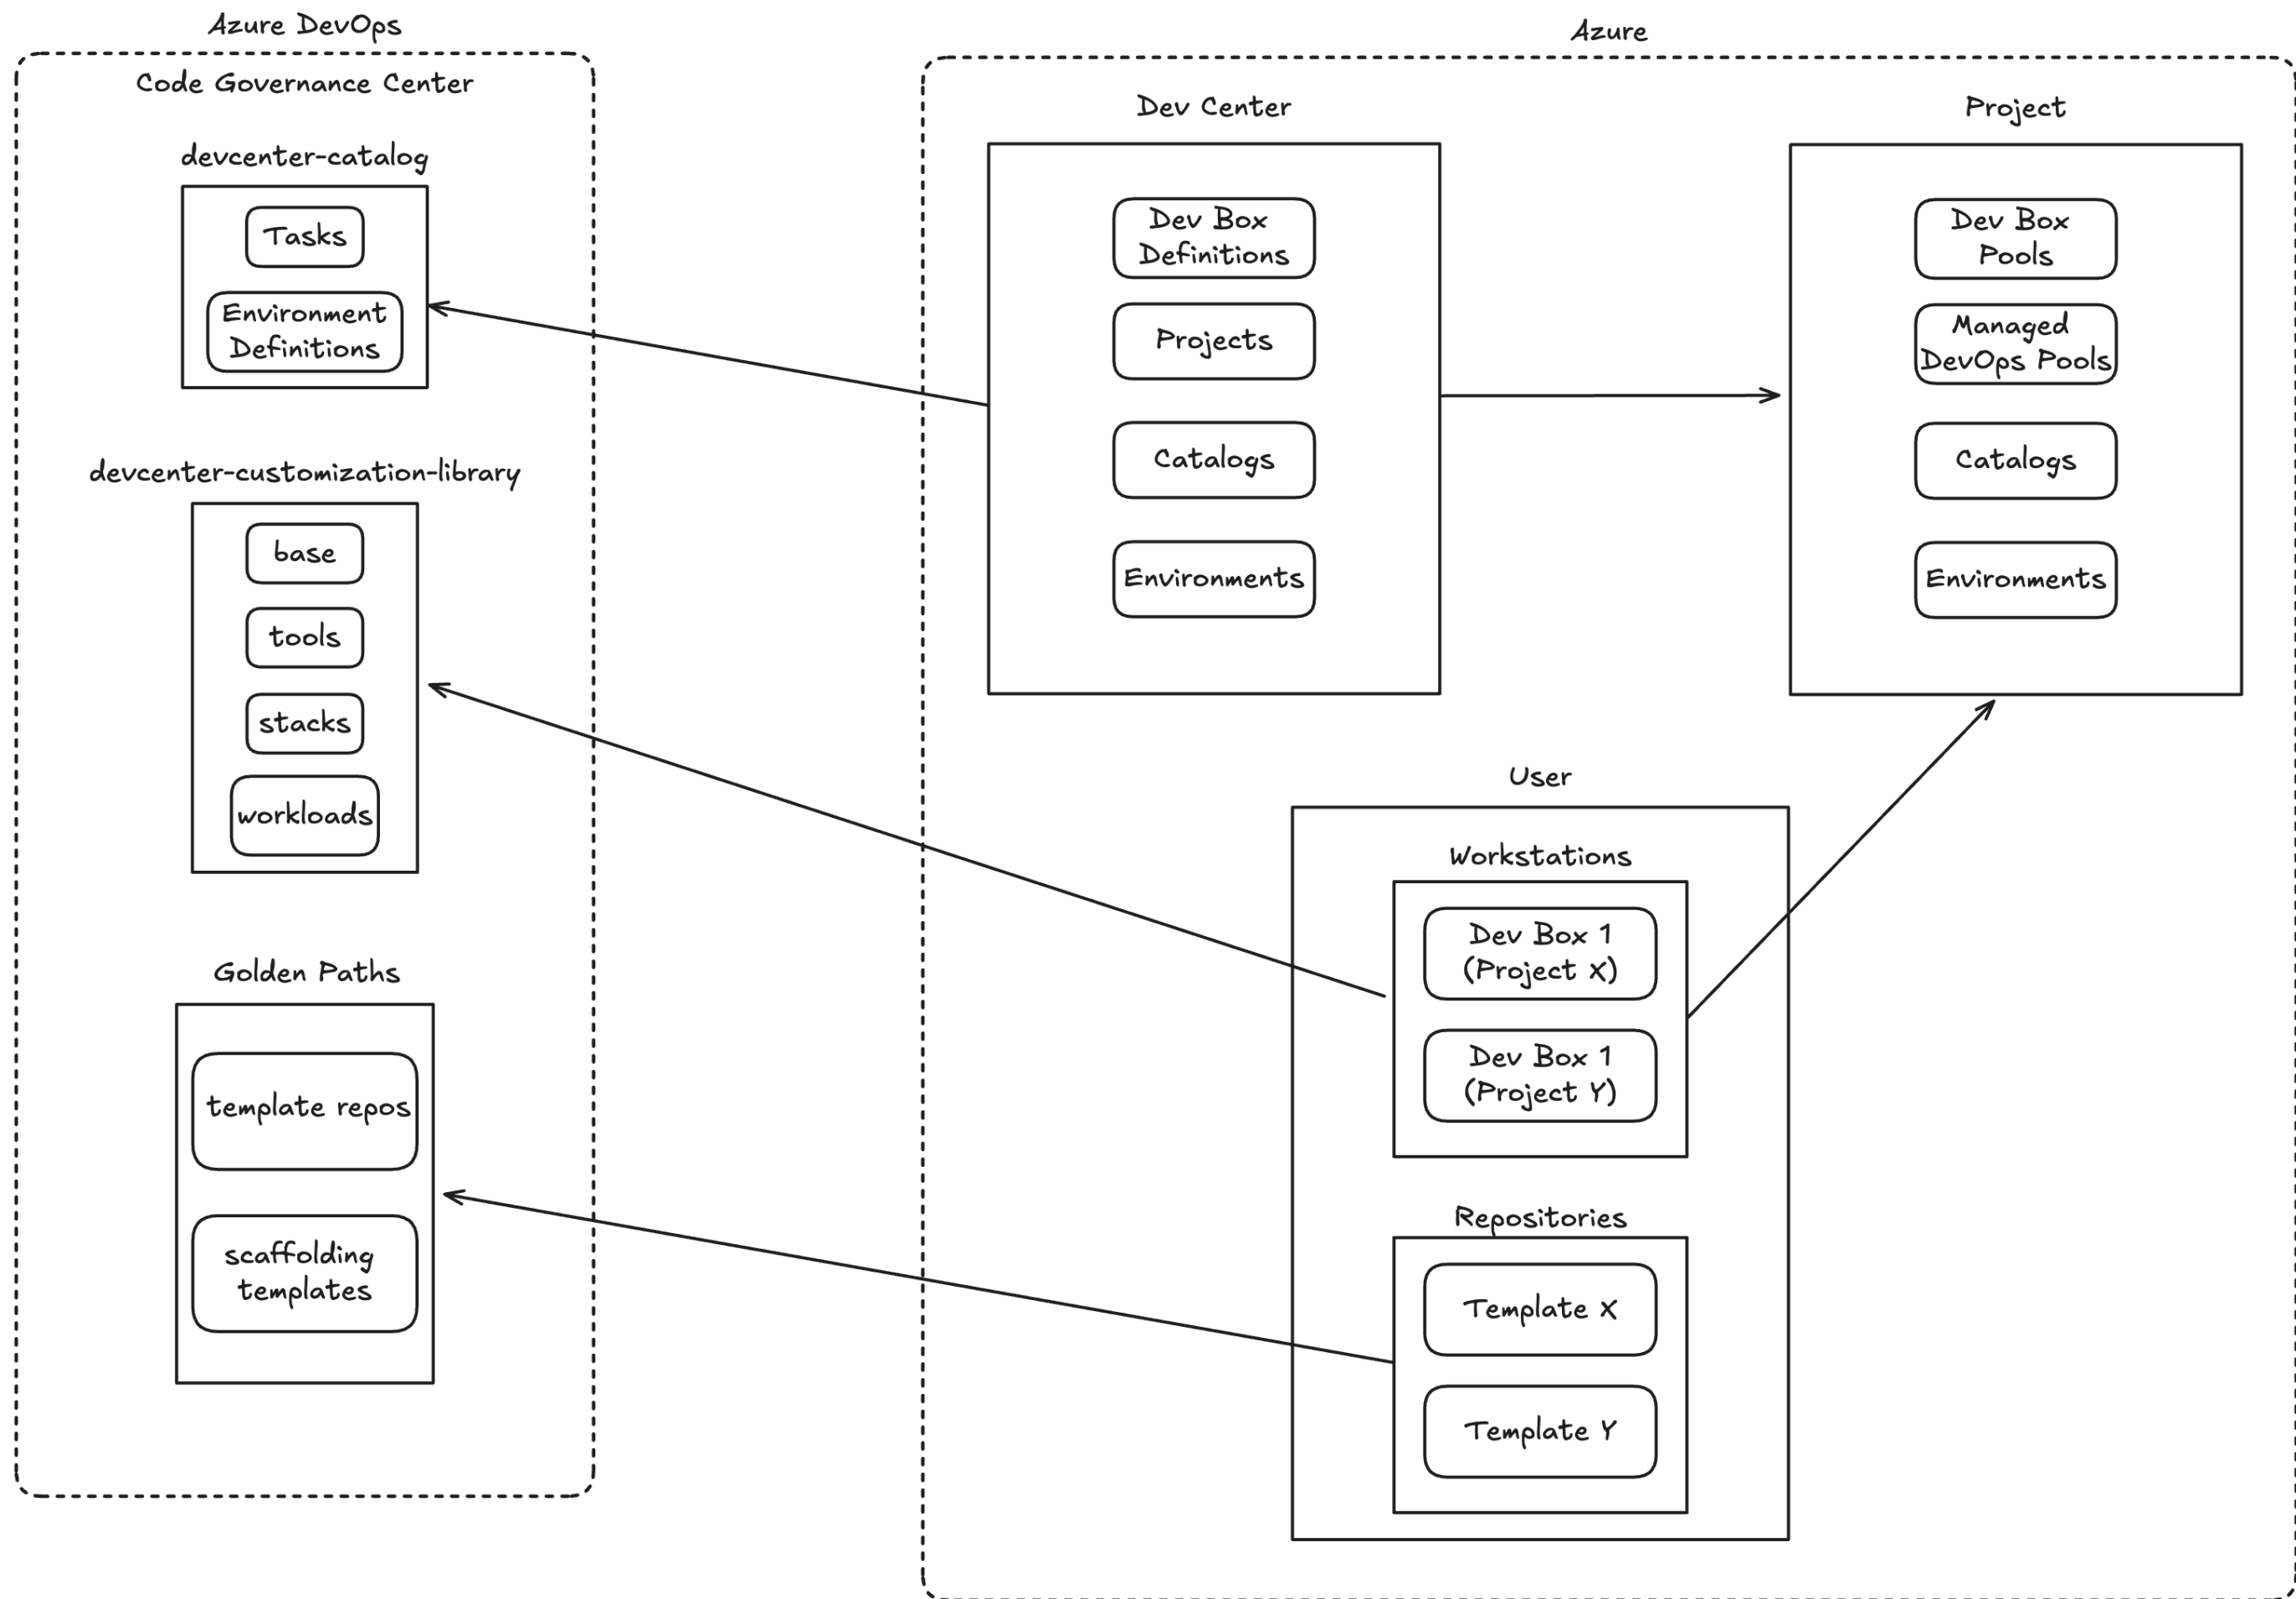 Azure DevOps
Code Governance Center
devcenter-catalog
Tasks
Environment
Definitions
devcenter-customization-library
base
tools
stacks
workloads
Golden Paths
template repos
scaffolding
templates
Azure
Dev Center
Dev Box
Definitions
Projects
Catalogs
Environments
Project
Dev Box
Pools
Managed
DevOps Pools
Catalogs
Environments
User
Workstations
Dev Box 1
(Project X)
Dev Box 1
(Project Y)
Repositories
Template X
Template Y